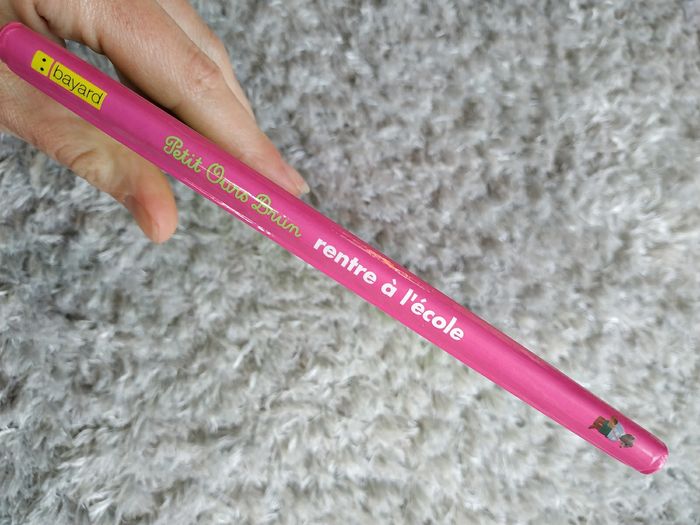 bayard
Petit Ours Brun
rentre à l'école